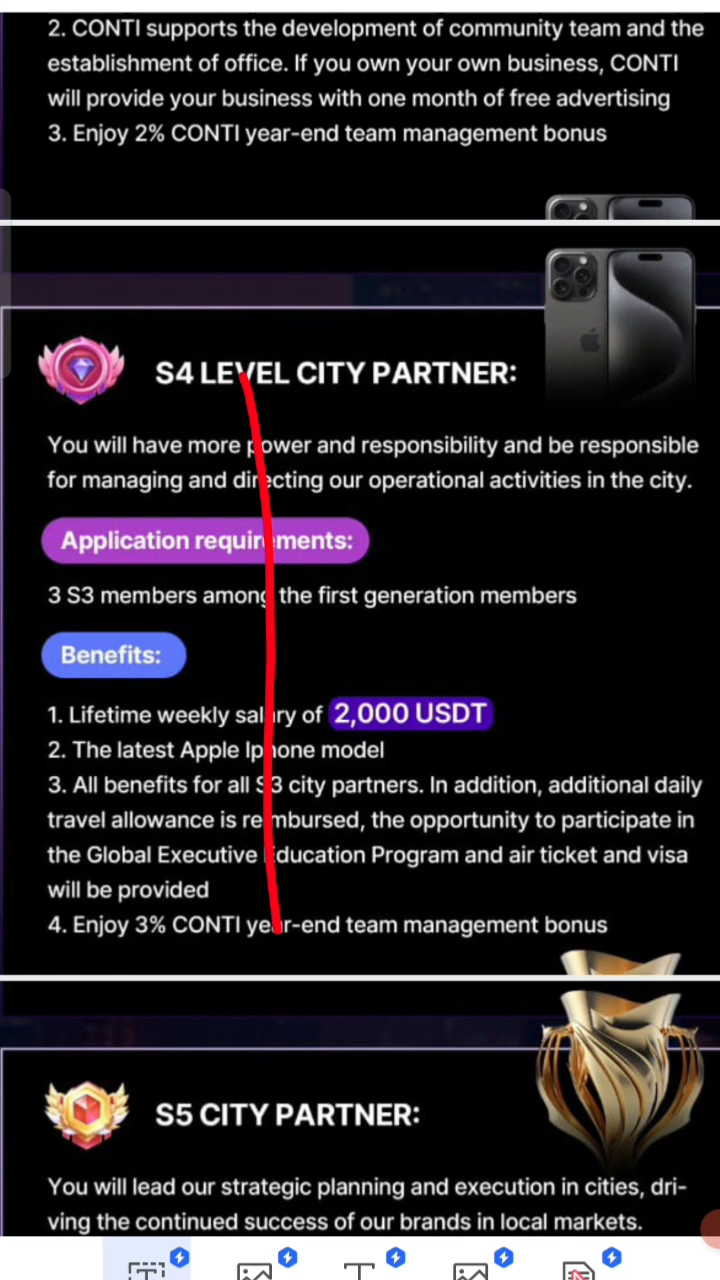 2. CONTI supports the development of community team and the
establishment of office. If you own your own business, CONTI
will provide your business with one month of free advertising
3. Enjoy 2% CONTI year-end team management bonus
S4 LEVEL CITY PARTNER:
You will have more power and responsibility and be responsible
for managing and directing our operational activities in the city.
Application requirements:
3 S3 members among the first generation members
Benefits:
1. Lifetime weekly salary of 2,000 USDT
2. The latest Apple Iphone model
3. All benefits for all S3 city partners. In addition, additional daily
travel allowance is reimbursed, the opportunity to participate in
the Global Executive Education Program and air ticket and visa
will be provided
4. Enjoy 3% CONTI year-end team management bonus
S5 CITY PARTNER:
You will lead our strategic planning and execution in cities, dri-
ving the continued success of our brands in local markets.